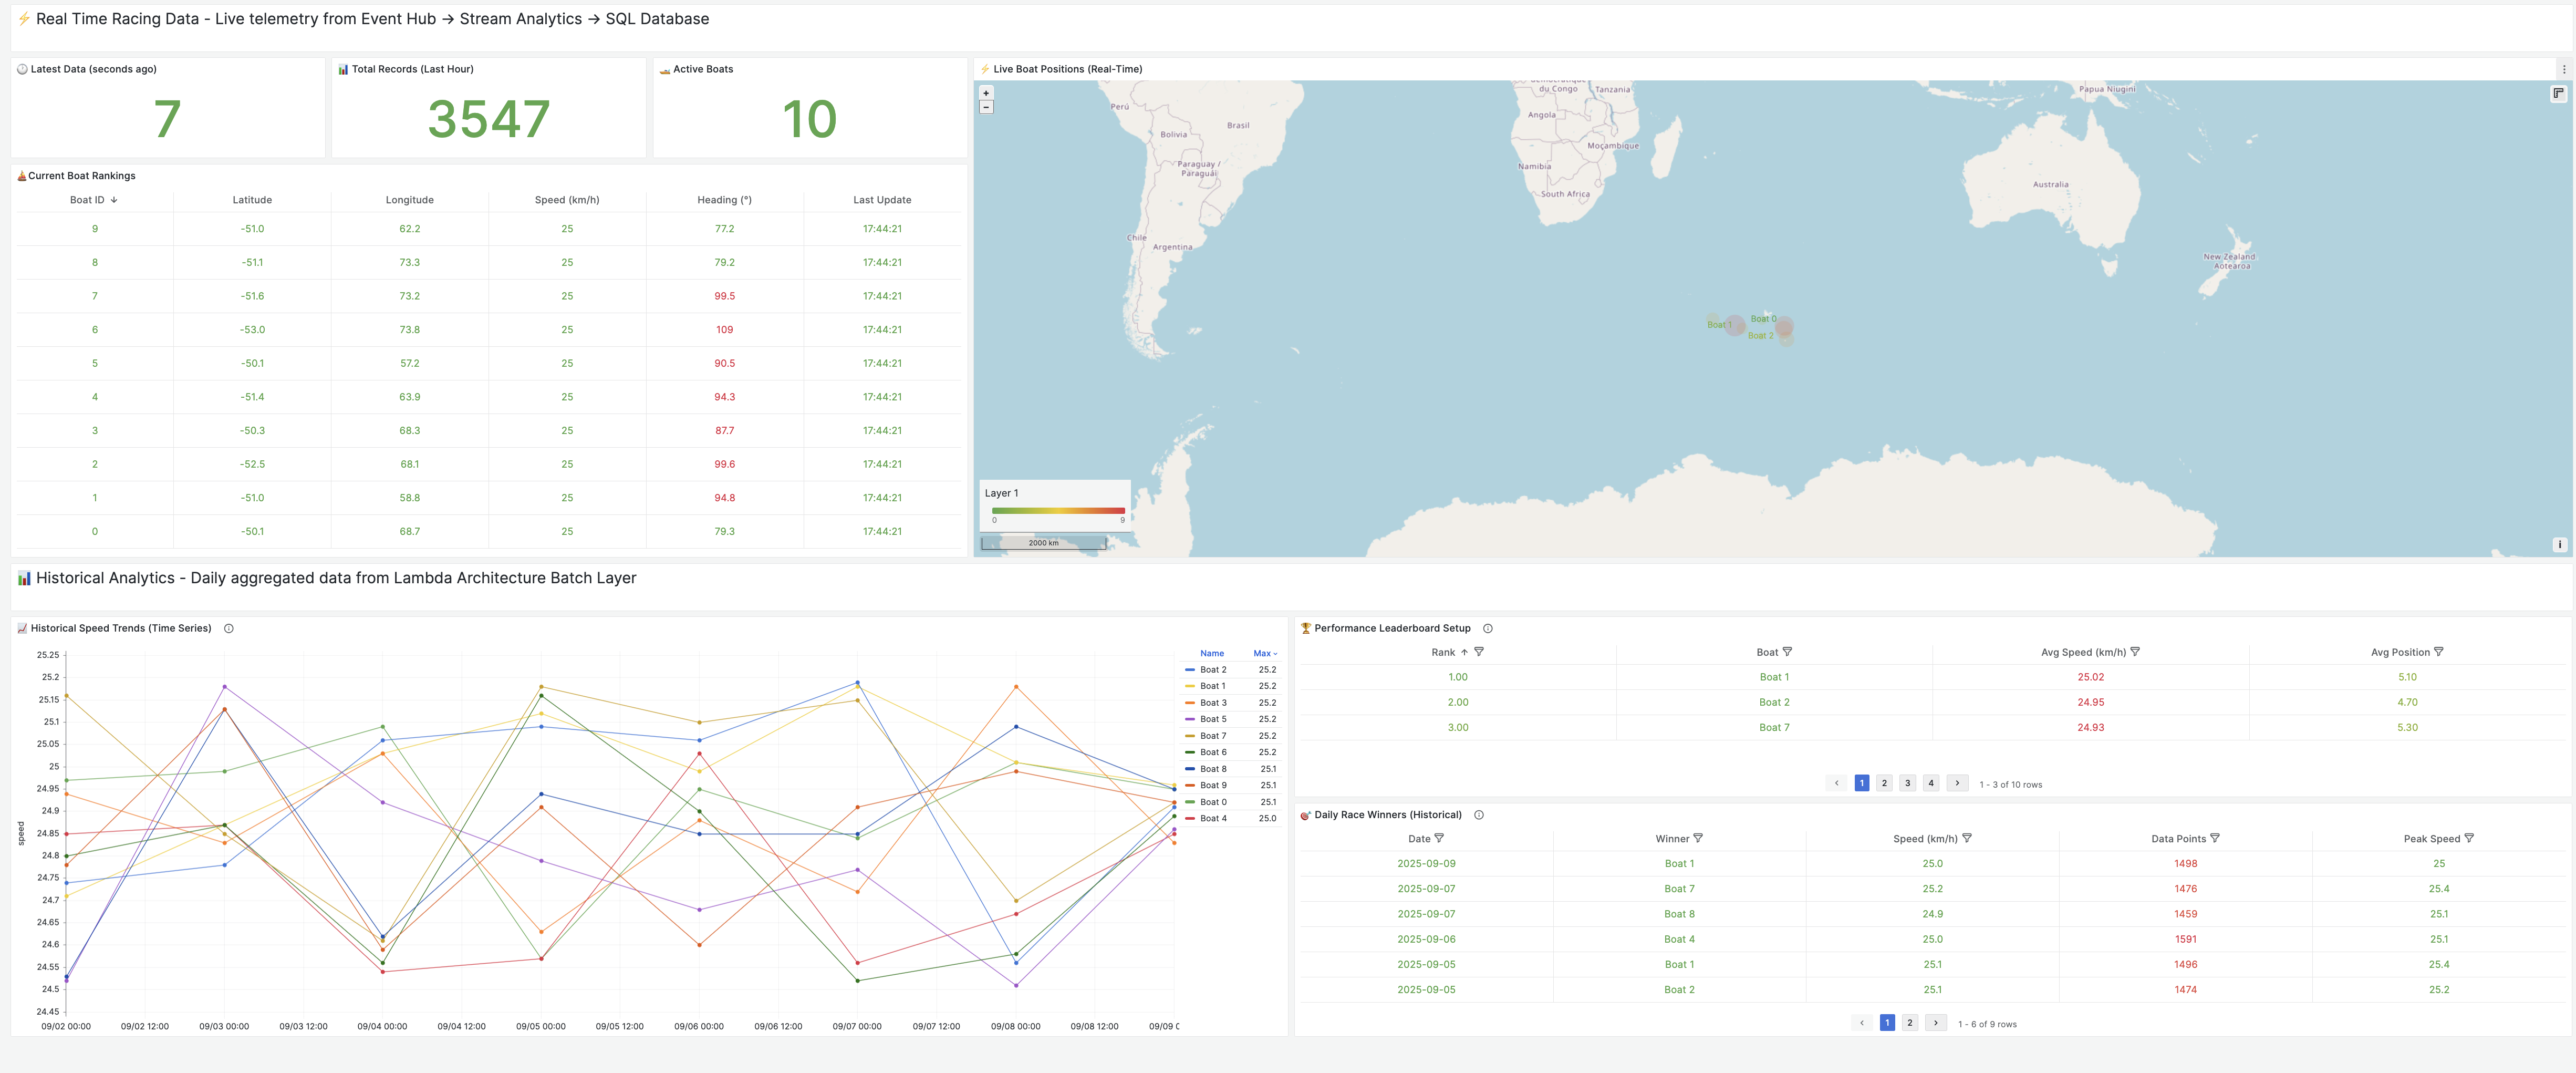 ⚡ Real Time Racing Data - Live telemetry from Event Hub → Stream Analytics → SQL Database
Latest Data (seconds ago)
7
Total Records (Last Hour)
3547
Active Boats
10
Current Boat Rankings
Boat ID ↓ Latitude Longitude Speed (km/h) Heading (°) Last Update
9 -51.0 62.2 25 77.2 17:44:21
8 -51.1 73.3 25 79.2 17:44:21
7 -51.6 73.2 25 99.5 17:44:21
6 -53.0 73.8 25 109 17:44:21
5 -50.1 57.2 25 90.5 17:44:21
4 -51.4 63.9 25 94.3 17:44:21
3 -50.3 68.3 25 87.7 17:44:21
2 -52.5 68.1 25 99.6 17:44:21
1 -51.0 58.8 25 94.8 17:44:21
0 -50.1 68.7 25 79.3 17:44:21
⚡ Live Boat Positions (Real-Time)
+
−
du Congo
Tanzania
Papua Niugini
Perú
Angola
Brasil
Bolivia
Moçambique
Paraguay /
Paraguái
Namibia
South Africa
Australia
Chile
Argentina
New Zealand
Aotearoa
Boat 1
Boat 0
Boat 2
Layer 1
0 9
2000 km
i
Historical Analytics - Daily aggregated data from Lambda Architecture Batch Layer
Historical Speed Trends (Time Series)
speed
25.25
25.2
25.15
25.1
25.05
25
24.95
24.9
24.85
24.8
24.75
24.7
24.65
24.6
24.55
24.5
24.45
09/02 00:00 09/02 12:00 09/03 00:00 09/03 12:00 09/04 00:00 09/04 12:00 09/05 00:00 09/05 12:00 09/06 00:00 09/06 12:00 09/07 00:00 09/07 12:00 09/08 00:00 09/08 12:00 09/09
Name Max
Boat 2 25.2
Boat 1 25.2
Boat 3 25.2
Boat 5 25.2
Boat 7 25.2
Boat 6 25.2
Boat 8 25.1
Boat 9 25.1
Boat 0 25.1
Boat 4 25.0
Performance Leaderboard Setup
Rank ↑ Boat Avg Speed (km/h) Avg Position
1.00 Boat 1 25.02 5.10
2.00 Boat 2 24.95 4.70
3.00 Boat 7 24.93 5.30
‹ 1 2 3 4 › 1 - 3 of 10 rows
Daily Race Winners (Historical)
Date Winner Speed (km/h) Data Points Peak Speed
2025-09-09 Boat 1 25.0 1498 25
2025-09-07 Boat 7 25.2 1476 25.4
2025-09-07 Boat 8 24.9 1459 25.1
2025-09-06 Boat 4 25.0 1591 25.1
2025-09-05 Boat 1 25.1 1496 25.4
2025-09-05 Boat 2 25.1 1474 25.2
‹ 1 2 › 1 - 6 of 9 rows